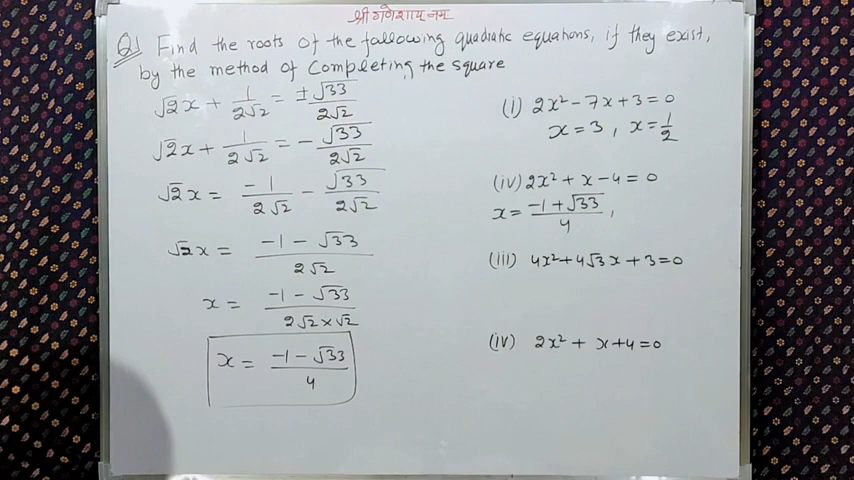 श्री गणेशाय नमः
Q1 Find the roots of the following quadratic equations, if they exist,
by the method of Completing the square
√2x + 1/2√2 = ± √33/2√2
√2x + 1/2√2 = - √33/2√2
√2x = -1/2√2 - √33/2√2
√2x = -1 - √33/2√2
x = -1 - √33/2√2×√2
x = -1 - √33/4
(i) 2x² - 7x + 3 = 0
x = 3 , x = 1/2
(iv) 2x² + x - 4 = 0
x = -1 + √33/4 ,
(iii) 4x² + 4√3x + 3 = 0
(iv) 2x² + x + 4 = 0